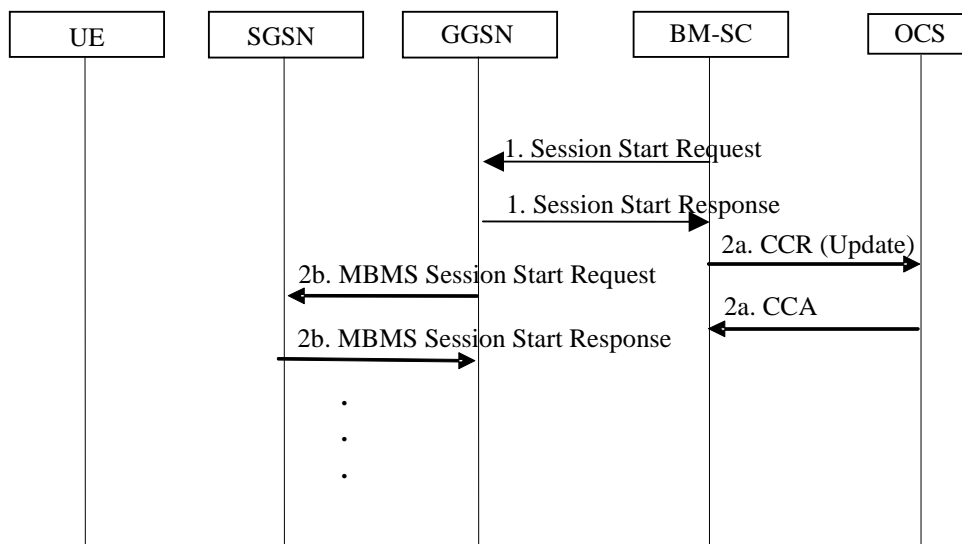 UE
SGSN
GGSN
BM-SC
OCS
1. Session Start Request
1. Session Start Response
2a. CCR (Update)
2b. MBMS Session Start Request
2a. CCA
2b. MBMS Session Start Response
.
.
.